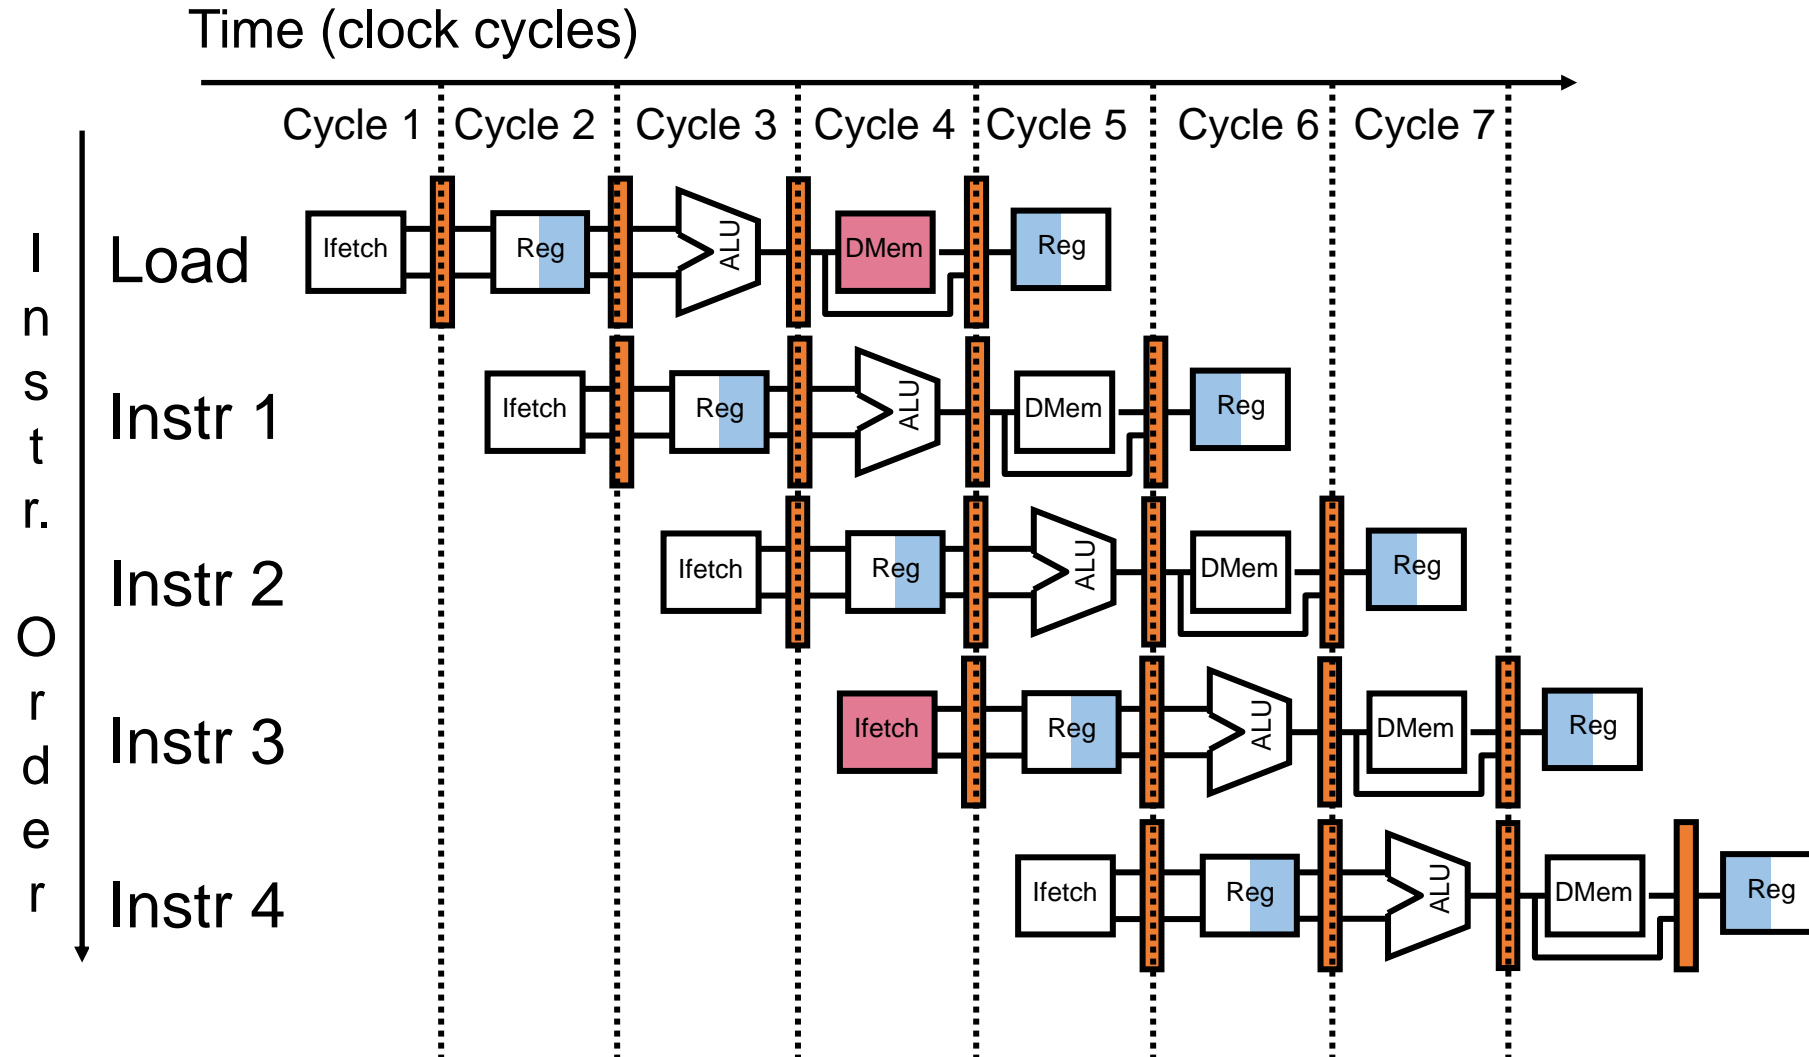 Time (clock cycles)
Cycle 1 Cycle 2 Cycle 3 Cycle 4 Cycle 5 Cycle 6 Cycle 7
Instr. Order
Load Ifetch Reg ALU DMem Reg
Instr 1 Ifetch Reg ALU DMem Reg
Instr 2 Ifetch Reg ALU DMem Reg
Instr 3 Ifetch Reg ALU DMem Reg
Instr 4 Ifetch Reg ALU DMem Reg